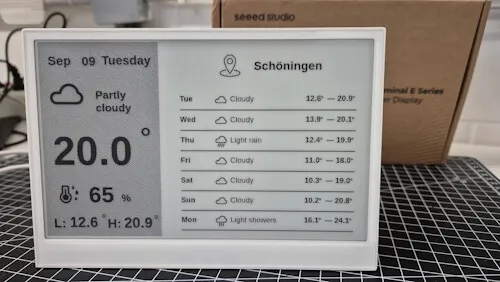 seeed studio
Sep 09 Tuesday
Partly
cloudy
20.0°
65 %
L: 12.6° H: 20.9°
Schöningen
Tue Cloudy 12.6° — 20.9°
Wed Cloudy 13.9° — 20.1°
Thu Light rain 12.4° — 19.9°
Fri Cloudy 11.0° — 18.0°
Sat Cloudy 10.3° — 19.0°
Sun Cloudy 10.2° — 20.8°
Mon Light showers 16.1° — 24.1°
minal E Series
Display